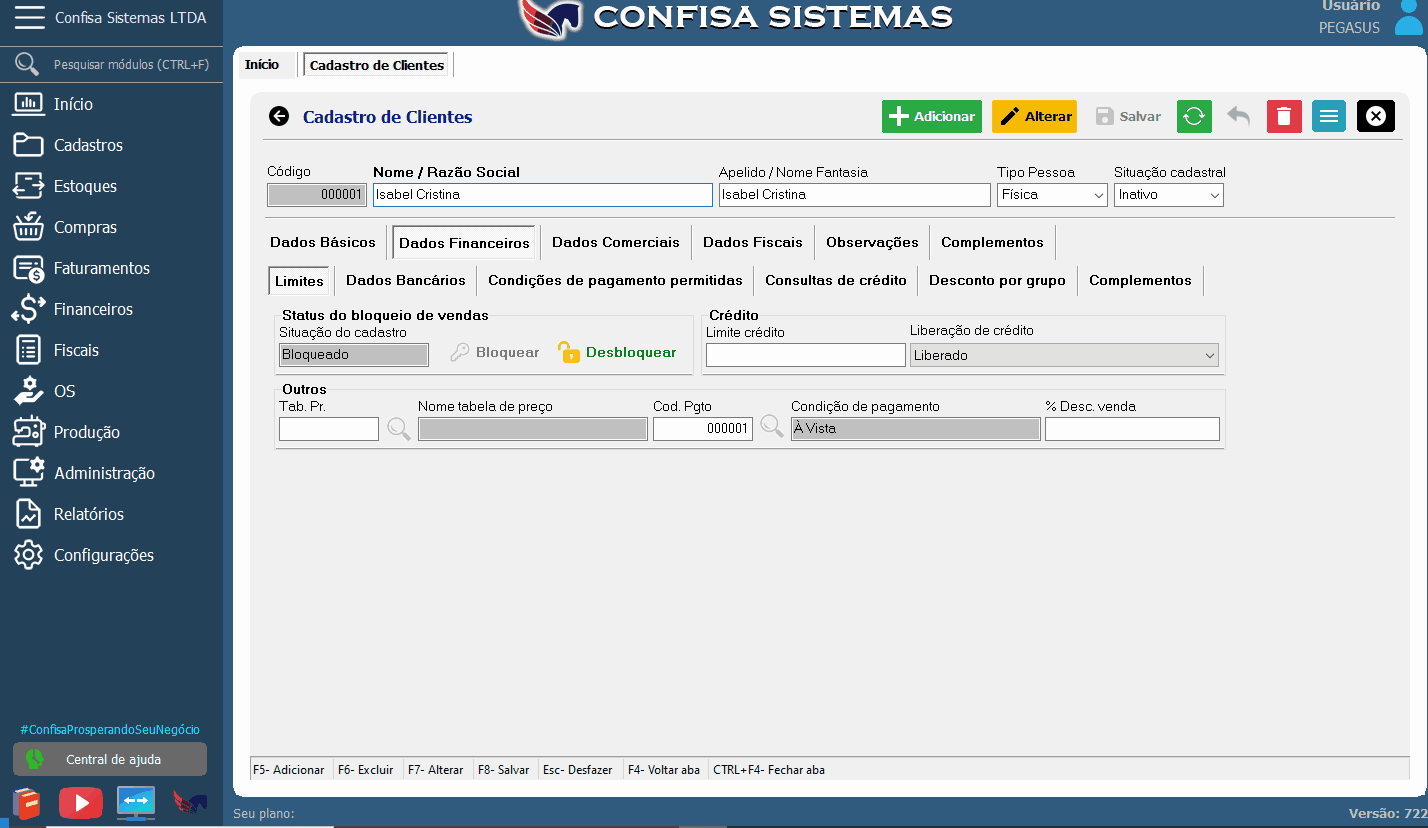 Confisa Sistemas LTDA
CONFISA SISTEMAS
Usuário
PEGASUS
Pesquisar módulos (CTRL+F)
Início
Cadastros
Estoques
Compras
Faturamentos
Financeiros
Fiscais
OS
Produção
Administração
Relatórios
Configurações
#ConfisaProsperandoSeuNegócio
Central de ajuda
Início Cadastro de Clientes
Cadastro de Clientes Adicionar Alterar Salvar
Código Nome / Razão Social Apelido / Nome Fantasia Tipo Pessoa Situação cadastral
000001 Isabel Cristina Isabel Cristina Física Inativo
Dados Básicos Dados Financeiros Dados Comerciais Dados Fiscais Observações Complementos
Limites Dados Bancários Condições de pagamento permitidas Consultas de crédito Desconto por grupo Complementos
Status do bloqueio de vendas
Situação do cadastro
Bloqueado Bloquear Desbloquear
Crédito
Limite crédito Liberação de crédito
Liberado
Outros
Tab. Pr. Nome tabela de preço Cod. Pgto Condição de pagamento % Desc. venda
000001 À Vista
F5- Adicionar F6- Excluir F7- Alterar F8- Salvar Esc- Desfazer F4- Voltar aba CTRL+F4- Fechar aba
Seu plano: Versão: 722